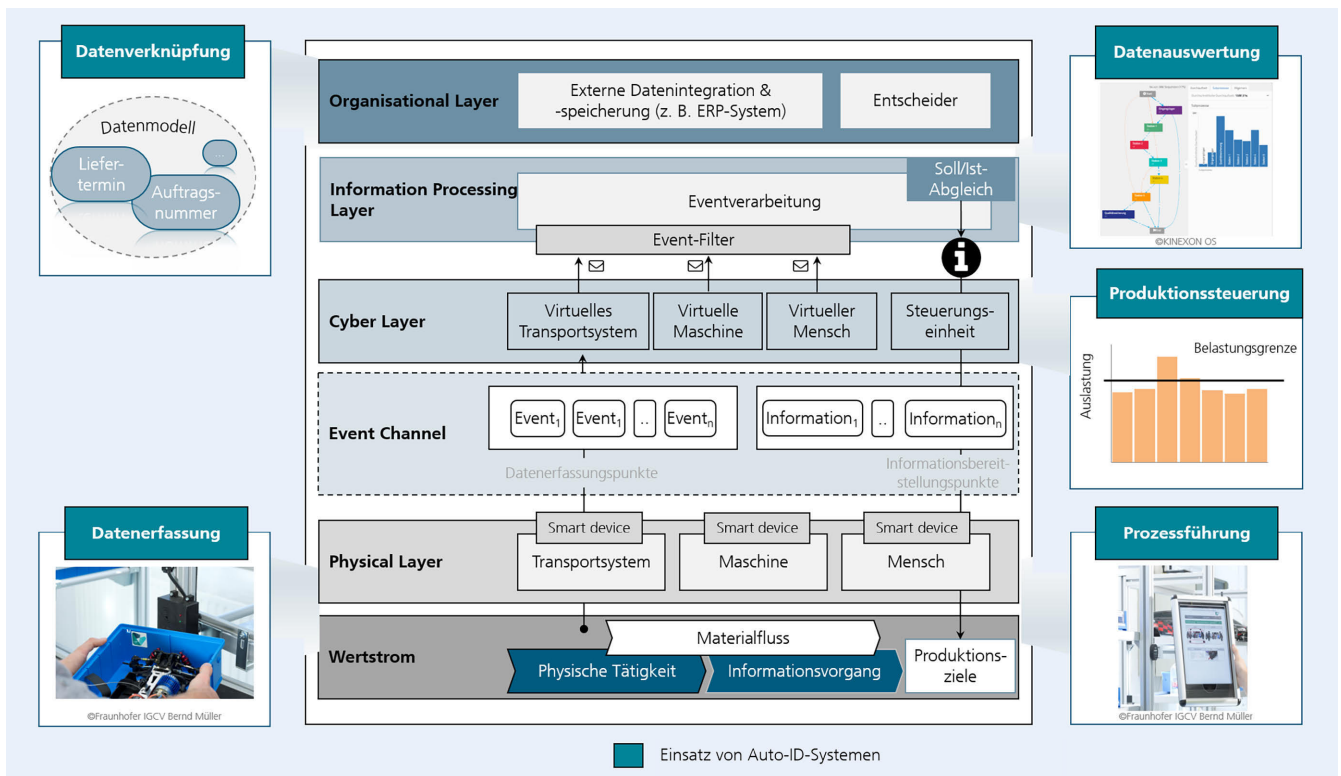 Datenverknüpfung
Datenmodell
Liefer-
termin
...
Auftrags-
nummer
Organisational Layer
Externe Datenintegration &
-speicherung (z. B. ERP-System)
Entscheider
Information Processing
Layer
Eventverarbeitung
Soll/Ist-
Abgleich
Event-Filter
i
Cyber Layer
Virtuelles
Transportsystem
Virtuelle
Maschine
Virtueller
Mensch
Steuerungs-
einheit
Event Channel
Event1
Event1
..
Eventn
Information1
..
Informationn
Datenerfassungspunkte
Informationsbereit-
stellungspunkte
Physical Layer
Smart device
Transportsystem
Smart device
Maschine
Smart device
Mensch
Wertstrom
Materialfluss
Physische Tätigkeit
Informationsvorgang
Produktions-
ziele
Datenauswertung
©KINEXON OS
Produktionssteuerung
Belastungsgrenze
Auslastung
Datenerfassung
©Fraunhofer IGCV Bernd Müller
Prozessführung
©Fraunhofer IGCV Bernd Müller
Einsatz von Auto-ID-Systemen